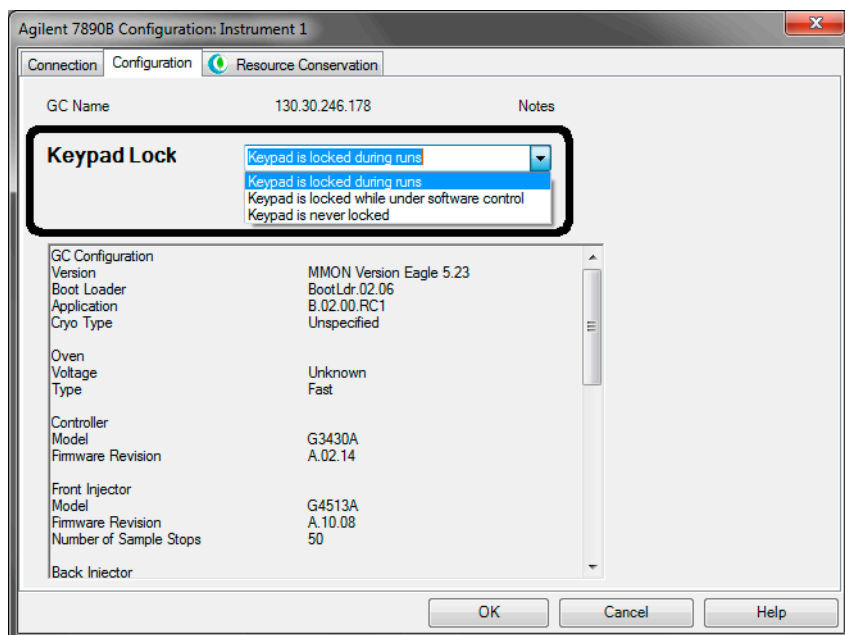 Agilent 7890B Configuration: Instrument 1
Connection Configuration Resource Conservation
GC Name 130.30.246.178 Notes
Keypad Lock Keypad is locked during runs
Keypad is locked during runs
Keypad is locked while under software control
Keypad is never locked
GC Configuration
Version MMON Version Eagle 5.23
Boot Loader BootLdr.02.06
Application B.02.00.RC1
Cryo Type Unspecified
Oven
Voltage Unknown
Type Fast
Controller
Model G3430A
Firmware Revision A.02.14
Front Injector
Model G4513A
Firmware Revision A.10.08
Number of Sample Stops 50
Back Injector
OK Cancel Help